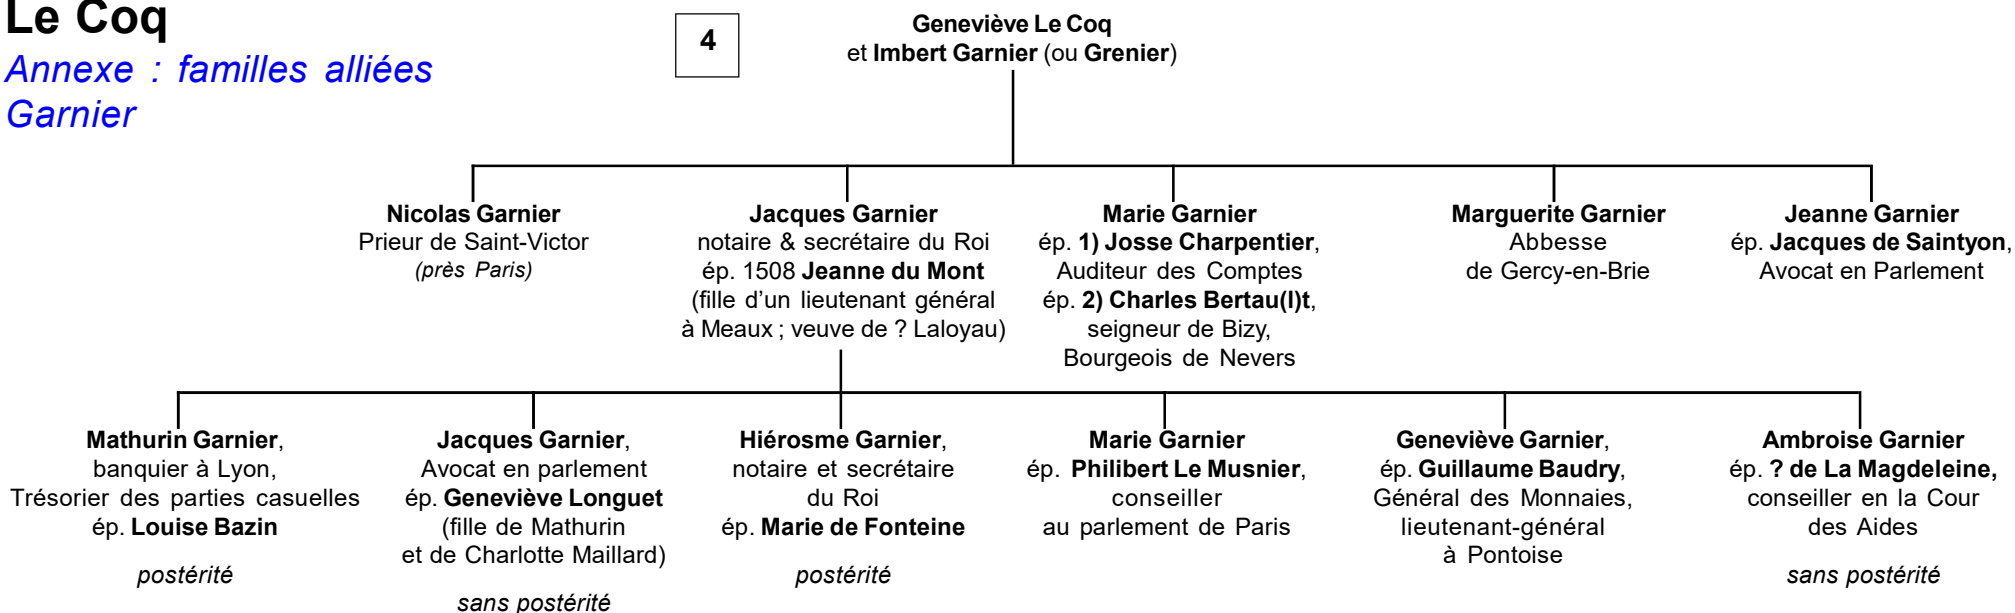 Le Coq
Annexe : familles alliées
Garnier
4
Geneviève Le Coq
et Imbert Garnier (ou Grenier)
Nicolas Garnier
Prieur de Saint-Victor
(près Paris)
Jacques Garnier
notaire & secrétaire du Roi
ép. 1508 Jeanne du Mont
(fille d’un lieutenant général
à Meaux ; veuve de ? Laloyau)
Marie Garnier
ép. 1) Josse Charpentier,
Auditeur des Comptes
ép. 2) Charles Bertau(l)t,
seigneur de Bizy,
Bourgeois de Nevers
Marguerite Garnier
Abbesse
de Gercy-en-Brie
Jeanne Garnier
ép. Jacques de Saintyon,
Avocat en Parlement
Mathurin Garnier,
banquier à Lyon,
Trésorier des parties casuelles
ép. Louise Bazin
postérité
Jacques Garnier,
Avocat en parlement
ép. Geneviève Longuet
(fille de Mathurin
et de Charlotte Maillard)
sans postérité
Hiérosme Garnier,
notaire et secrétaire
du Roi
ép. Marie de Fonteine
postérité
Marie Garnier
ép. Philibert Le Musnier,
conseiller
au parlement de Paris
Geneviève Garnier,
ép. Guillaume Baudry,
Général des Monnaies,
lieutenant-général
à Pontoise
Ambroise Garnier
ép. ? de La Magdeleine,
conseiller en la Cour
des Aides
sans postérité